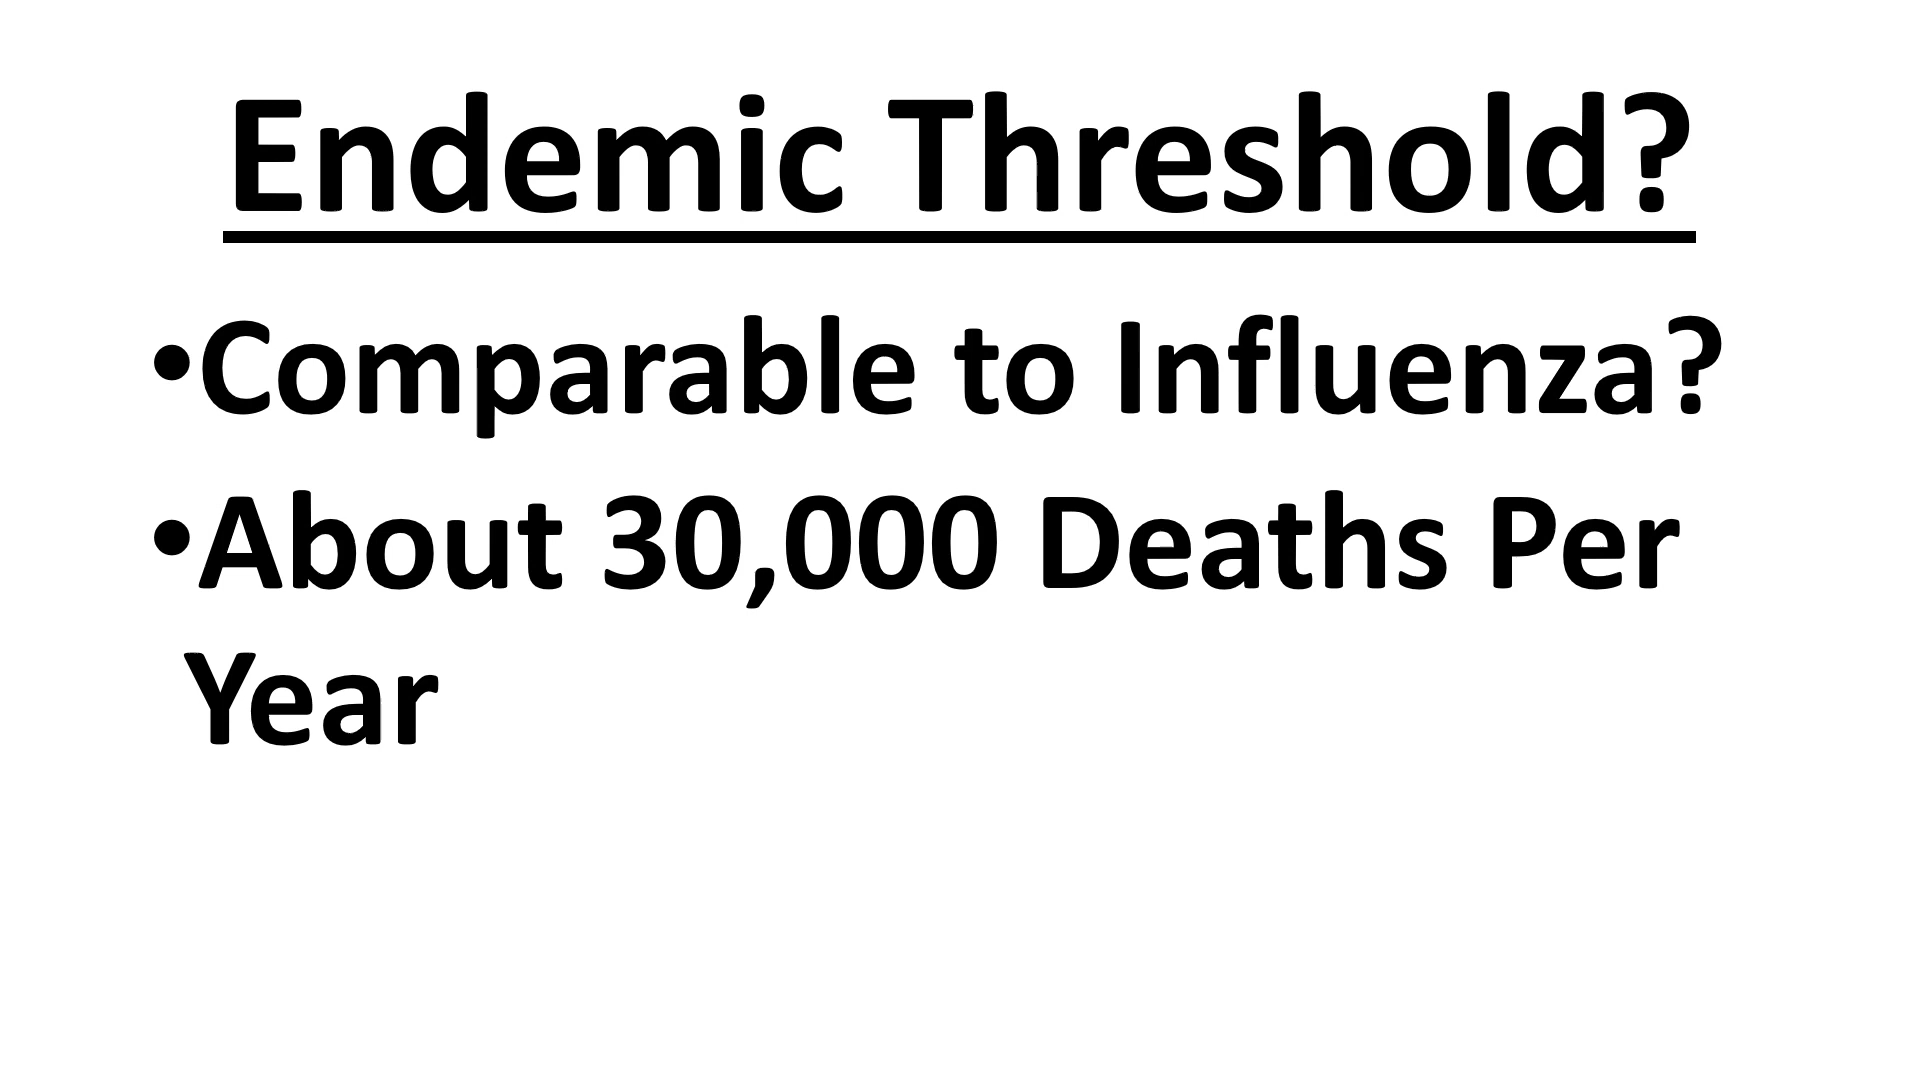 Endemic Threshold?
•Comparable to Influenza?
•About 30,000 Deaths Per
Year